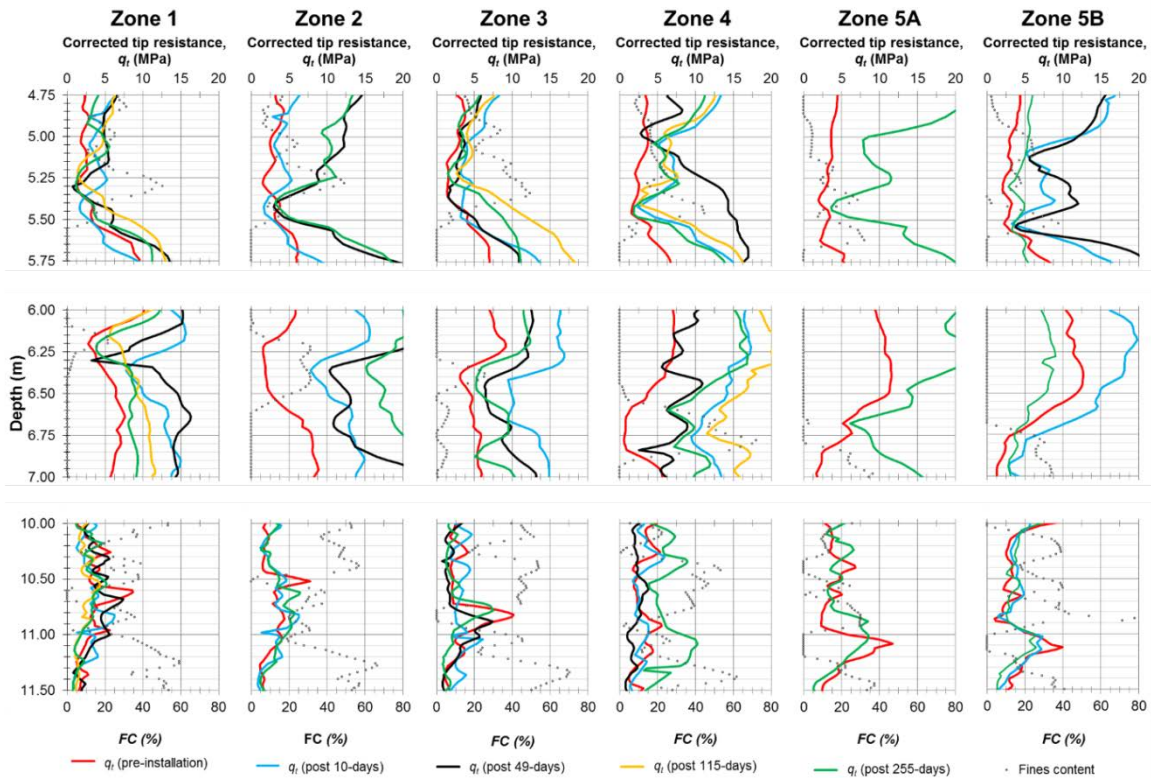 Zone 1 Zone 2 Zone 3 Zone 4 Zone 5A Zone 5B
Corrected tip resistance, Corrected tip resistance, Corrected tip resistance, Corrected tip resistance, Corrected tip resistance, Corrected tip resistance,
qt (MPa) qt (MPa) qt (MPa) qt (MPa) qt (MPa) qt (MPa)
0 5 10 15 20 0 5 10 15 20 0 5 10 15 20 0 5 10 15 20 0 5 10 15 20 0 5 10 15 20
4.75
5.00
5.25
5.50
5.75
6.00
6.25
6.50
6.75
7.00
Depth (m)
10.00
10.50
11.00
11.50
0 20 40 60 80 0 20 40 60 80 0 20 40 60 80 0 20 40 60 80 0 20 40 60 80 0 20 40 60 80
FC (%) FC (%) FC (%) FC (%) FC (%) FC (%)
qt (pre-installation) qt (post 10-days) qt (post 49-days) qt (post 115-days) qt (post 255-days) Fines content